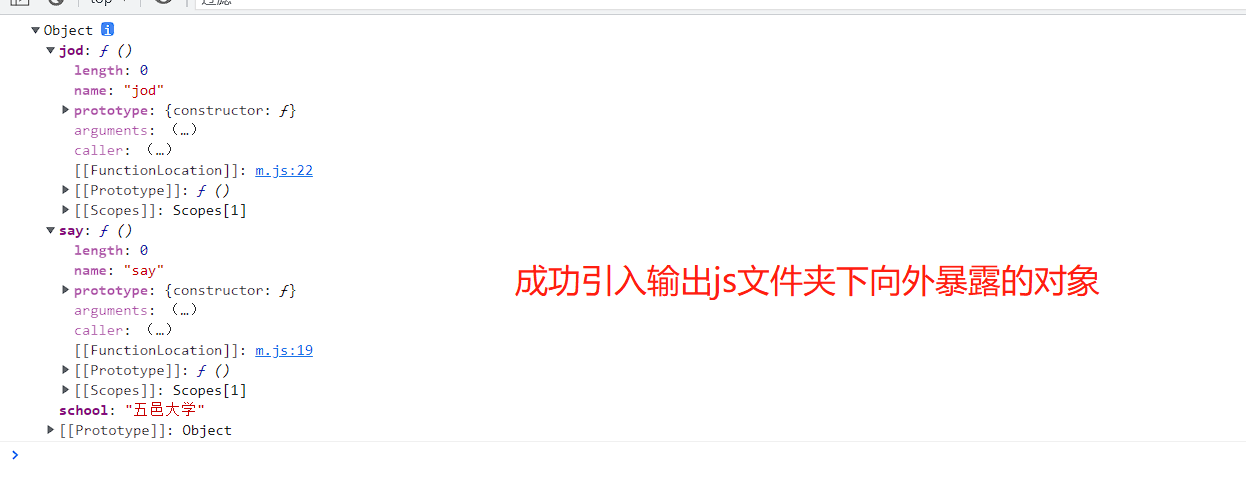 top
过滤
Object i
jod: ƒ ()
length: 0
name: "jod"
prototype: {constructor: ƒ}
arguments: (…)
caller: (…)
[[FunctionLocation]]: m.js:22
[[Prototype]]: ƒ ()
[[Scopes]]: Scopes[1]
say: ƒ ()
length: 0
name: "say"
prototype: {constructor: ƒ}
成功引入输出js文件夹下向外暴露的对象
arguments: (…)
caller: (…)
[[FunctionLocation]]: m.js:19
[[Prototype]]: ƒ ()
[[Scopes]]: Scopes[1]
school: "五邑大学"
[[Prototype]]: Object